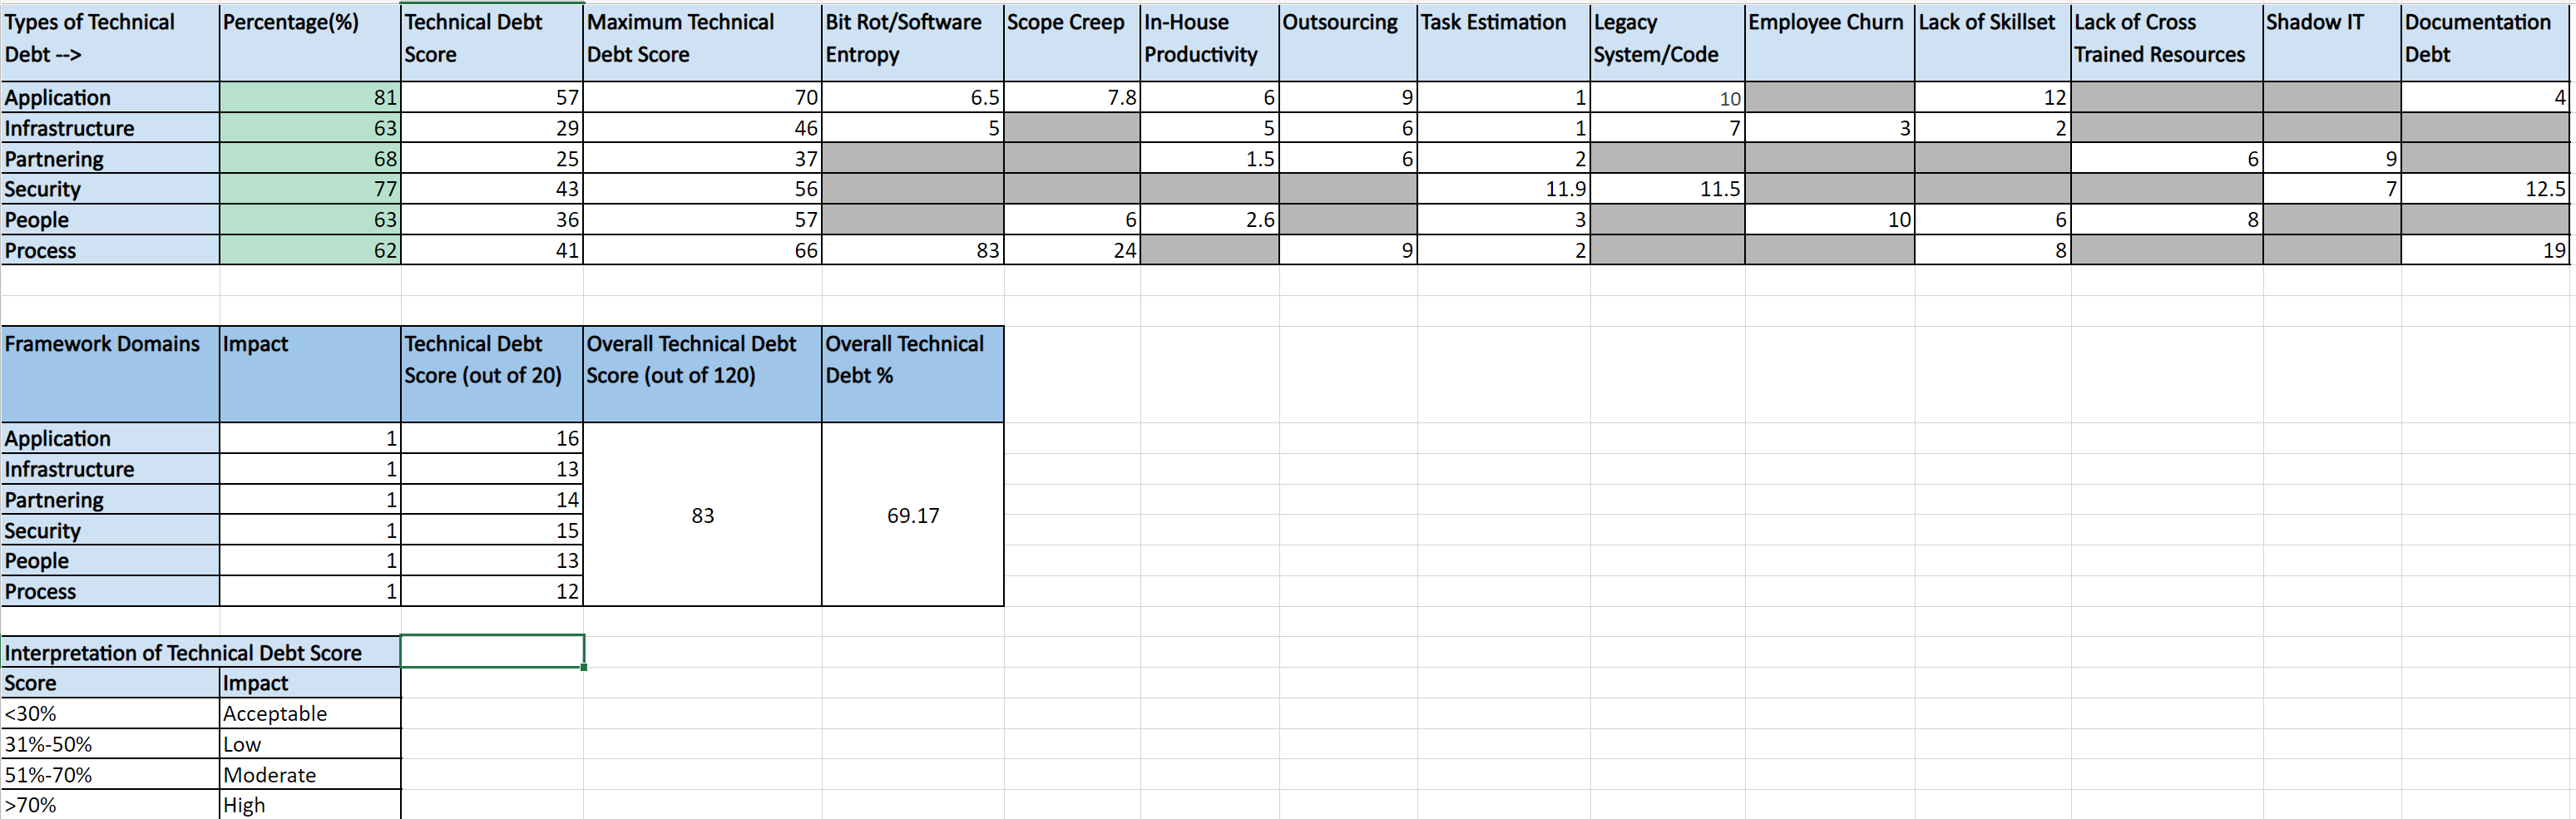 Types of Technical Debt --> Percentage(%) Technical Debt Score Maximum Technical Debt Score Bit Rot/Software Entropy Scope Creep In-House Productivity Outsourcing Task Estimation Legacy System/Code Employee Churn Lack of Skillset Lack of Cross Trained Resources Shadow IT Documentation Debt
Application 81 57 70 6.5 7.8 6 9 1 10 12 4
Infrastructure 63 29 46 5 5 6 1 7 3 2
Partnering 68 25 37 1.5 6 2 6 9
Security 77 43 56 11.9 11.5 7 12.5
People 63 36 57 6 2.6 3 10 6 8
Process 62 41 66 83 24 9 2 8 19
Framework Domains Impact Technical Debt Score (out of 20) Overall Technical Debt Score (out of 120) Overall Technical Debt %
Application 1 16
Infrastructure 1 13
Partnering 1 14
83 69.17
Security 1 15
People 1 13
Process 1 12
Interpretation of Technical Debt Score
Score Impact
<30% Acceptable
31%-50% Low
51%-70% Moderate
>70% High